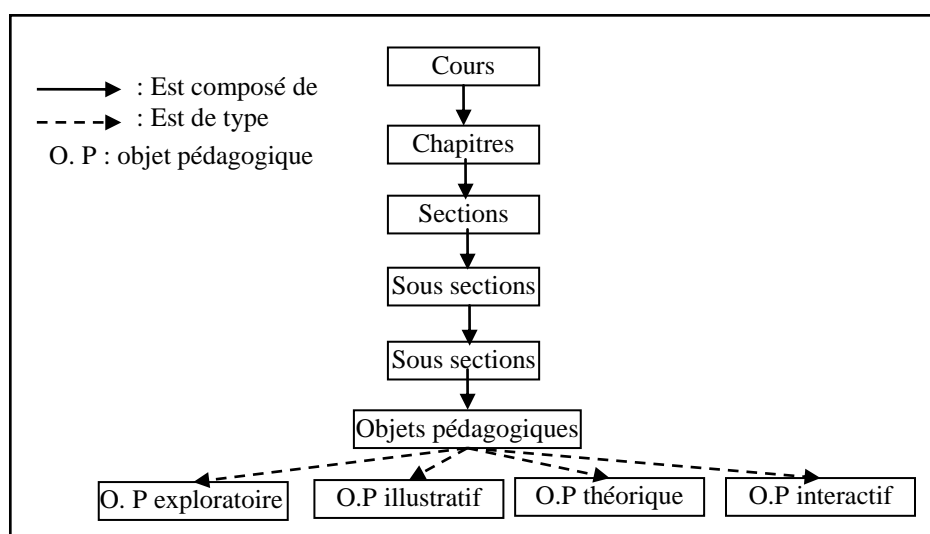 Cours
: Est composé de
: Est de type
O. P : objet pédagogique
Chapitres
Sections
Sous sections
Sous sections
Objets pédagogiques
O. P exploratoire
O.P illustratif
O.P théorique
O.P interactif